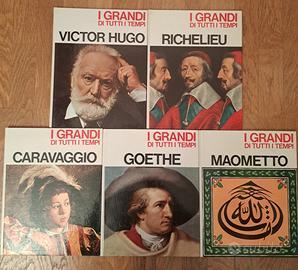 I GRANDI
DI TUTTI I TEMPI
VICTOR HUGO
I GRANDI
DI TUTTI I TEMPI
RICHELIEU
I GRANDI
DI TUTTI I TEMPI
CARAVAGGIO
I GRANDI
DI TUTTI I TEMPI
GOETHE
I GRANDI
DI TUTTI I TEMPI
MAOMETTO